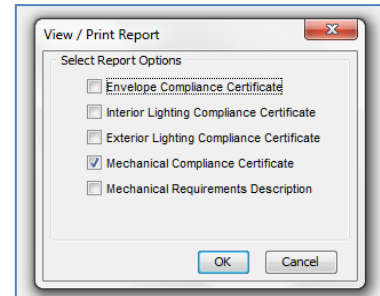 View / Print Report
Select Report Options
Envelope Compliance Certificate
Interior Lighting Compliance Certificate
Exterior Lighting Compliance Certificate
Mechanical Compliance Certificate
Mechanical Requirements Description
OK Cancel